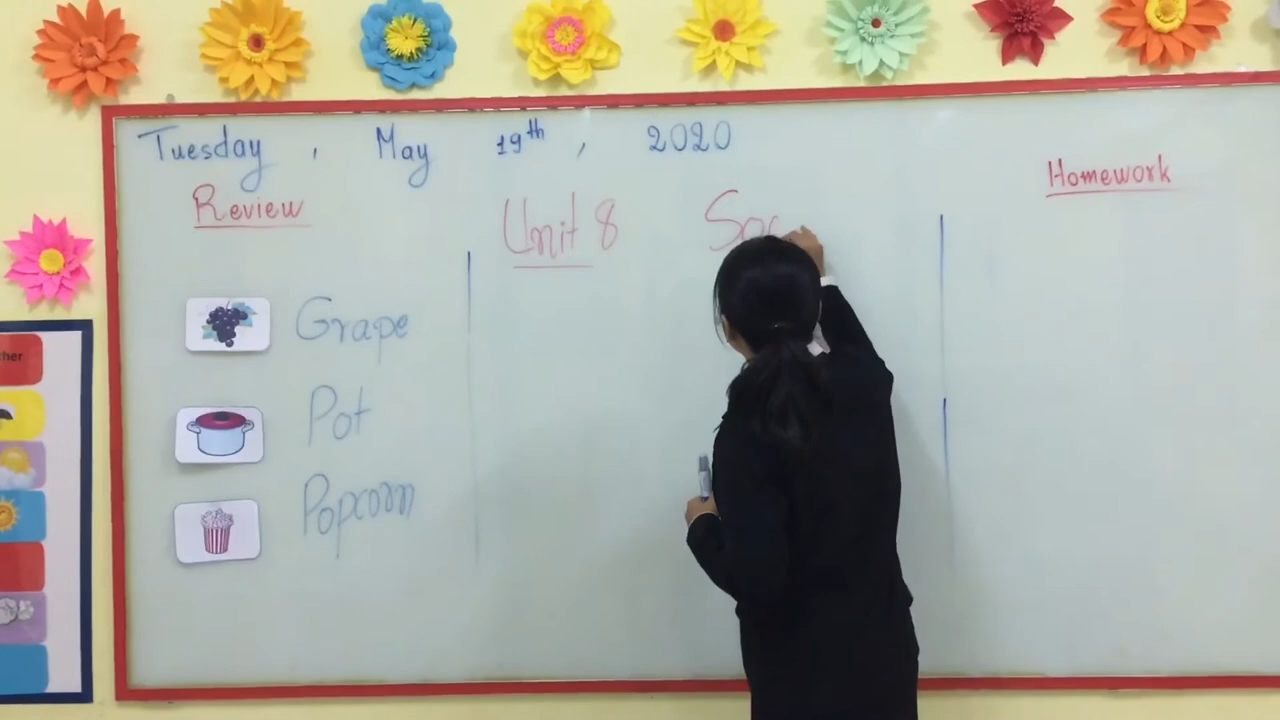 Tuesday, May 19th, 2020
Review
Unit 8
Homework
Grape
Pot
Popcorn